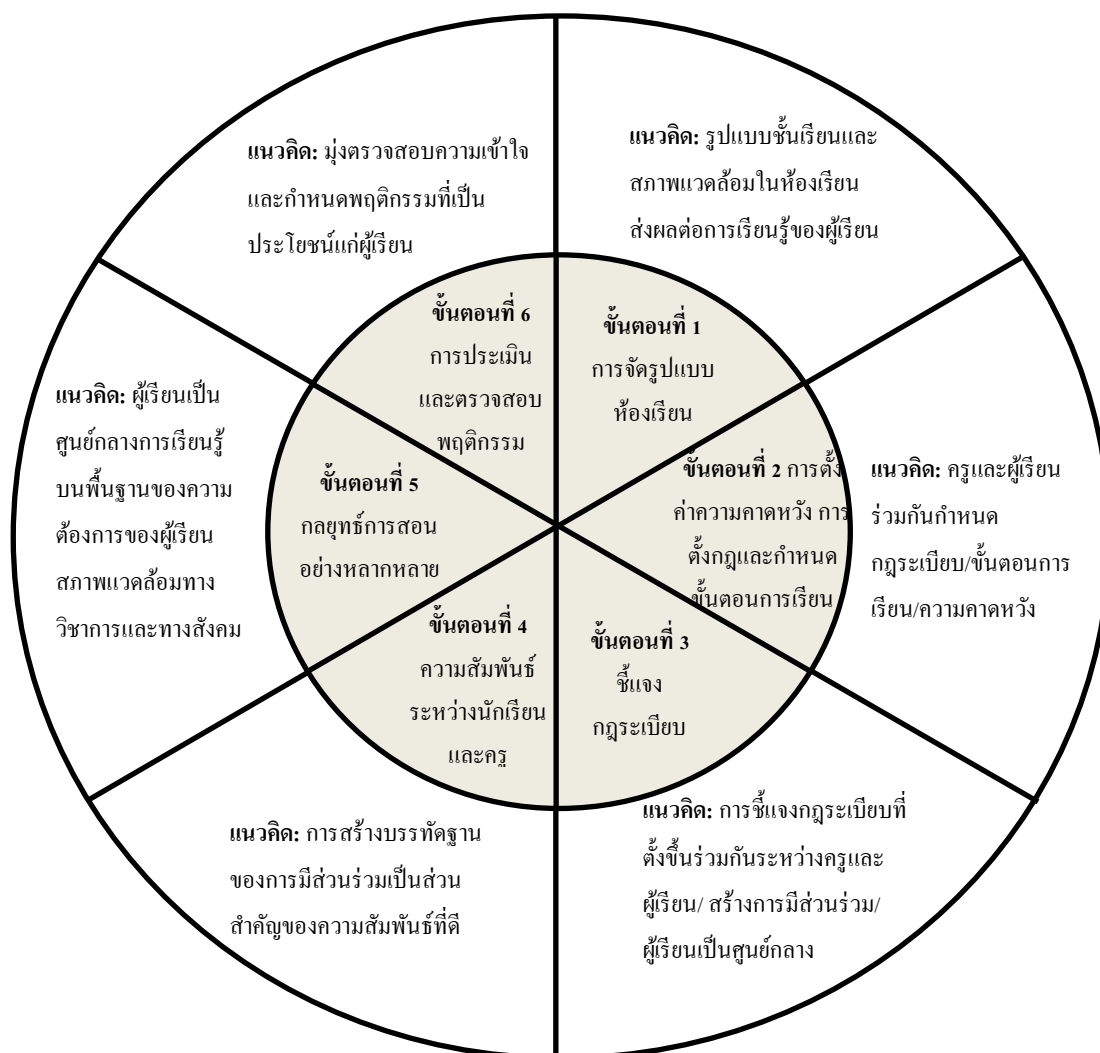 แนวคิด: มุ่งตรวจสอบความเข้าใจ
และกำหนดพฤติกรรมที่เป็น
ประโยชน์แก่ผู้เรียน
แนวคิด: รูปแบบชั้นเรียนและ
สภาพแวดล้อมในห้องเรียน
ส่งผลต่อการเรียนรู้ของผู้เรียน
ขั้นตอนที่ 6
การประเมิน
และตรวจสอบ
พฤติกรรม
ขั้นตอนที่ 1
การจัดรูปแบบ
ห้องเรียน
แนวคิด: ผู้เรียนเป็น
ศูนย์กลางการเรียนรู้
บนพื้นฐานของความ
ต้องการของผู้เรียน
สภาพแวดล้อมทาง
วิชาการและทางสังคม
ขั้นตอนที่ 5
กลยุทธ์การสอน
อย่างหลากหลาย
ขั้นตอนที่ 2 การตั้ง
ค่าความคาดหวัง การ
ตั้งกฎและกำหนด
ขั้นตอนการเรียน
แนวคิด: ครูและผู้เรียน
ร่วมกันกำหนด
กฎระเบียบ/ขั้นตอนการ
เรียน/ความคาดหวัง
ขั้นตอนที่ 4
ความสัมพันธ์
ระหว่างนักเรียน
และครู
ขั้นตอนที่ 3
ชี้แจง
กฎระเบียบ
แนวคิด: การสร้างบรรทัดฐาน
ของการมีส่วนร่วมเป็นส่วน
สำคัญของความสัมพันธ์ที่ดี
แนวคิด: การชี้แจงกฎระเบียบที่
ตั้งขึ้นร่วมกันระหว่างครูและ
ผู้เรียน/ สร้างการมีส่วนร่วม/
ผู้เรียนเป็นศูนย์กลาง